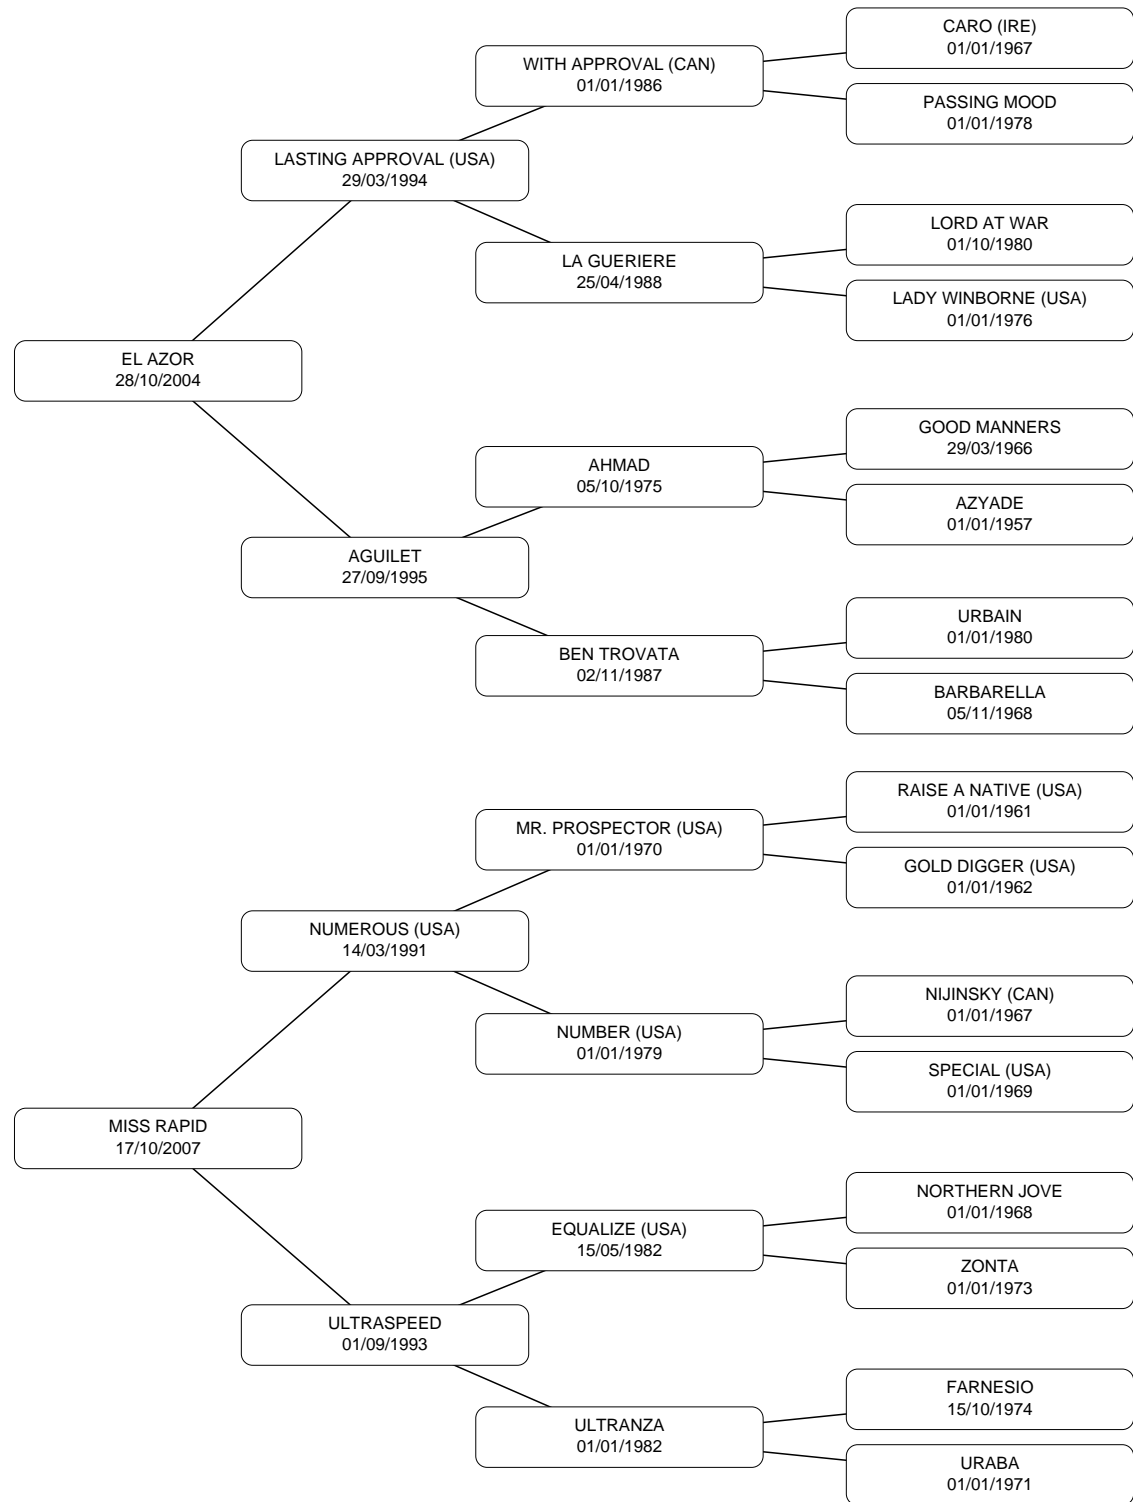 CARO (IRE)
01/01/1967
WITH APPROVAL (CAN)
01/01/1986
PASSING MOOD
01/01/1978
LASTING APPROVAL (USA)
29/03/1994
LORD AT WAR
01/10/1980
LA GUERIERE
25/04/1988
LADY WINBORNE (USA)
01/01/1976
EL AZOR
28/10/2004
GOOD MANNERS
29/03/1966
AHMAD
05/10/1975
AZYADE
01/01/1957
AGUILET
27/09/1995
URBAIN
01/01/1980
BEN TROVATA
02/11/1987
BARBARELLA
05/11/1968
RAISE A NATIVE (USA)
01/01/1961
MR. PROSPECTOR (USA)
01/01/1970
GOLD DIGGER (USA)
01/01/1962
NUMEROUS (USA)
14/03/1991
NIJINSKY (CAN)
01/01/1967
NUMBER (USA)
01/01/1979
SPECIAL (USA)
01/01/1969
MISS RAPID
17/10/2007
NORTHERN JOVE
01/01/1968
EQUALIZE (USA)
15/05/1982
ZONTA
01/01/1973
ULTRASPEED
01/09/1993
FARNESIO
15/10/1974
ULTRANZA
01/01/1982
URABA
01/01/1971